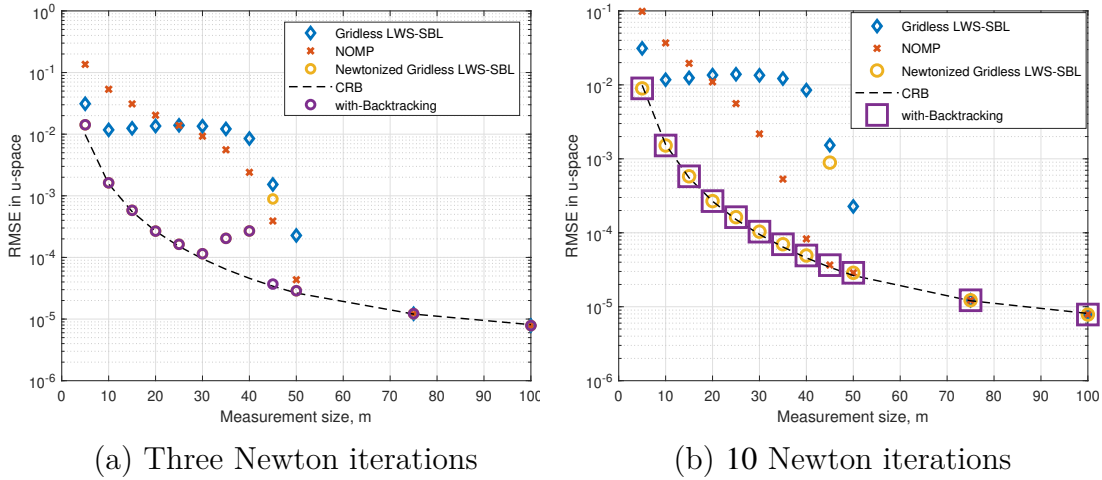 10^0
10^-1
10^-2
10^-3
10^-4
10^-5
10^-6
RMSE in u-space
0 10 20 30 40 50 60 70 80 90 100
Measurement size, m
Gridless LWS-SBL
NOMP
Newtonized Gridless LWS-SBL
CRB
with-Backtracking
(a) Three Newton iterations
10^-1
10^-2
10^-3
10^-4
10^-5
10^-6
RMSE in u-space
0 10 20 30 40 50 60 70 80 90 100
Measurement size, m
Gridless LWS-SBL
NOMP
Newtonized Gridless LWS-SBL
CRB
with-Backtracking
(b) 10 Newton iterations